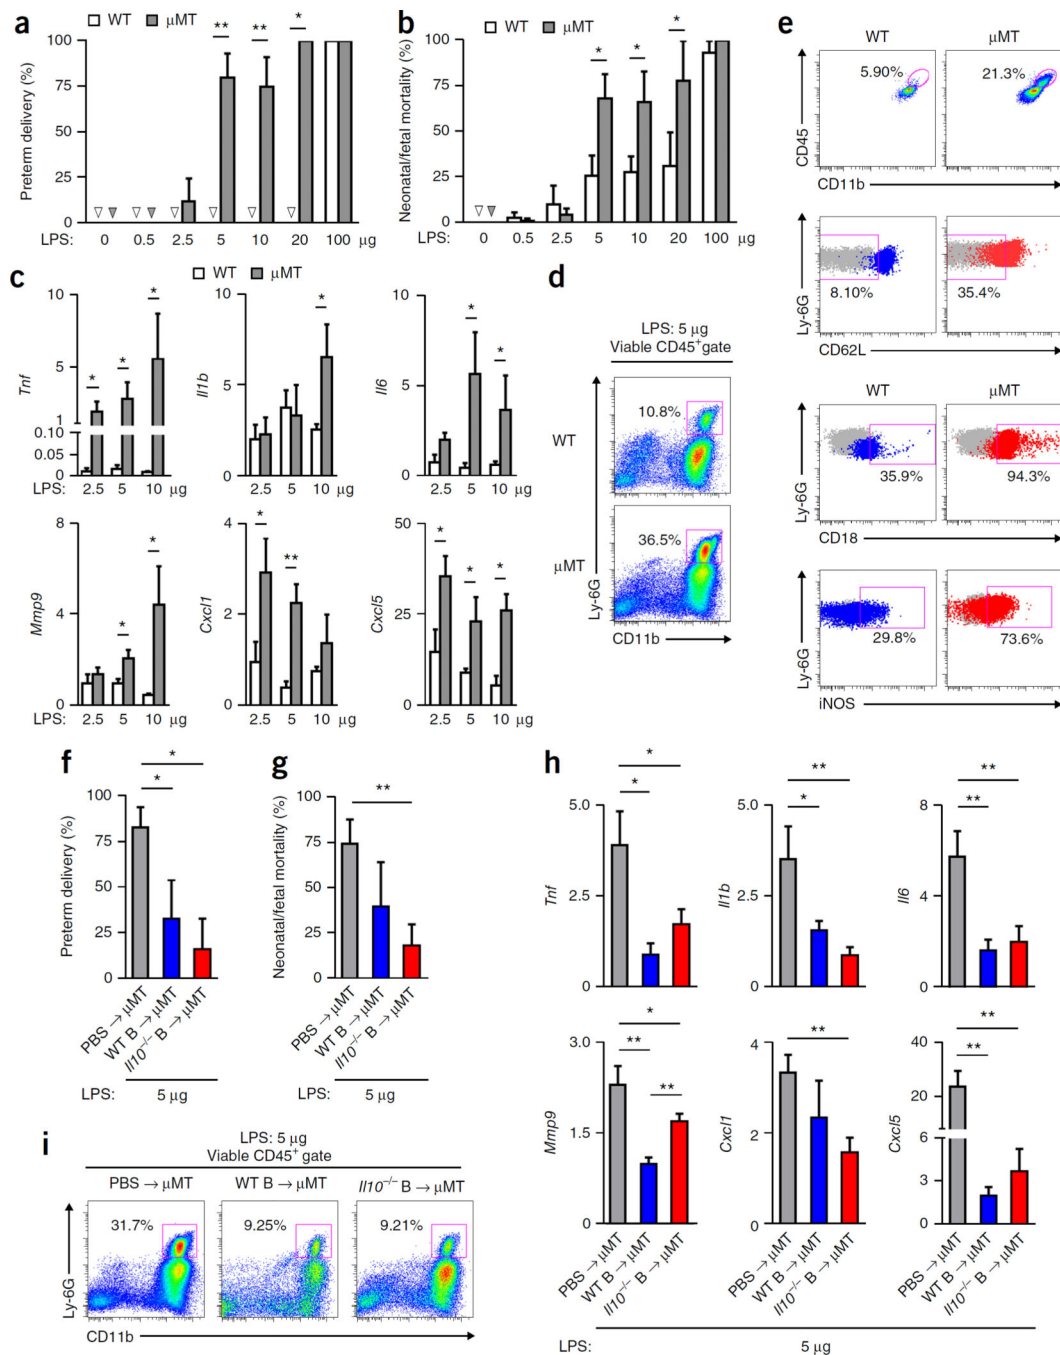 a
WT
μMT
Preterm delivery (%)
100
75
50
25
0
** ** *
LPS: 0 0.5 2.5 5 10 20 100 μg
b
WT
μMT
Neonatal/fetal mortality (%)
100
75
50
25
0
* * *
LPS: 0 0.5 2.5 5 10 20 100 μg
c
WT
μMT
Tnf
10
5
1
0.10
0.05
0
* * *
LPS: 2.5 5 10 μg
Il1b
10
5
0
*
2.5 5 10 μg
Il6
10
5
0
* *
2.5 5 10 μg
Mmp9
8
4
0
* *
LPS: 2.5 5 10 μg
Cxcl1
4
2
0
* **
2.5 5 10 μg
Cxcl5
50
25
0
* * *
2.5 5 10 μg
d
LPS: 5 μg
Viable CD45+gate
WT
10.8%
μMT
36.5%
Ly-6G
CD11b
e
WT μMT
5.90% 21.3%
CD45
CD11b
Ly-6G
8.10% 35.4%
CD62L
WT μMT
Ly-6G
35.9% 94.3%
CD18
Ly-6G
29.8% 73.6%
iNOS
f
*
*
Preterm delivery (%)
100
75
50
25
0
PBS → μMT
WT B → μMT
Il10−/− B → μMT
LPS: 5 μg
g
**
Neonatal/fetal mortality (%)
100
75
50
25
0
PBS → μMT
WT B → μMT
Il10−/− B → μMT
LPS: 5 μg
h
*
*
Tnf
5.0
2.5
0
**
*
Il1b
5.0
2.5
0
**
**
Il6
8
4
0
*
**
**
Mmp9
3.0
1.5
0
PBS → μMT
WT B → μMT
Il10−/− B → μMT
**
Cxcl1
4
2
0
PBS → μMT
WT B → μMT
Il10−/− B → μMT
**
**
Cxcl5
40
20
6
3
0
PBS → μMT
WT B → μMT
Il10−/− B → μMT
LPS: 5 μg
i
LPS: 5 μg
Viable CD45+ gate
PBS → μMT WT B → μMT Il10−/− B → μMT
31.7% 9.25% 9.21%
Ly-6G
CD11b